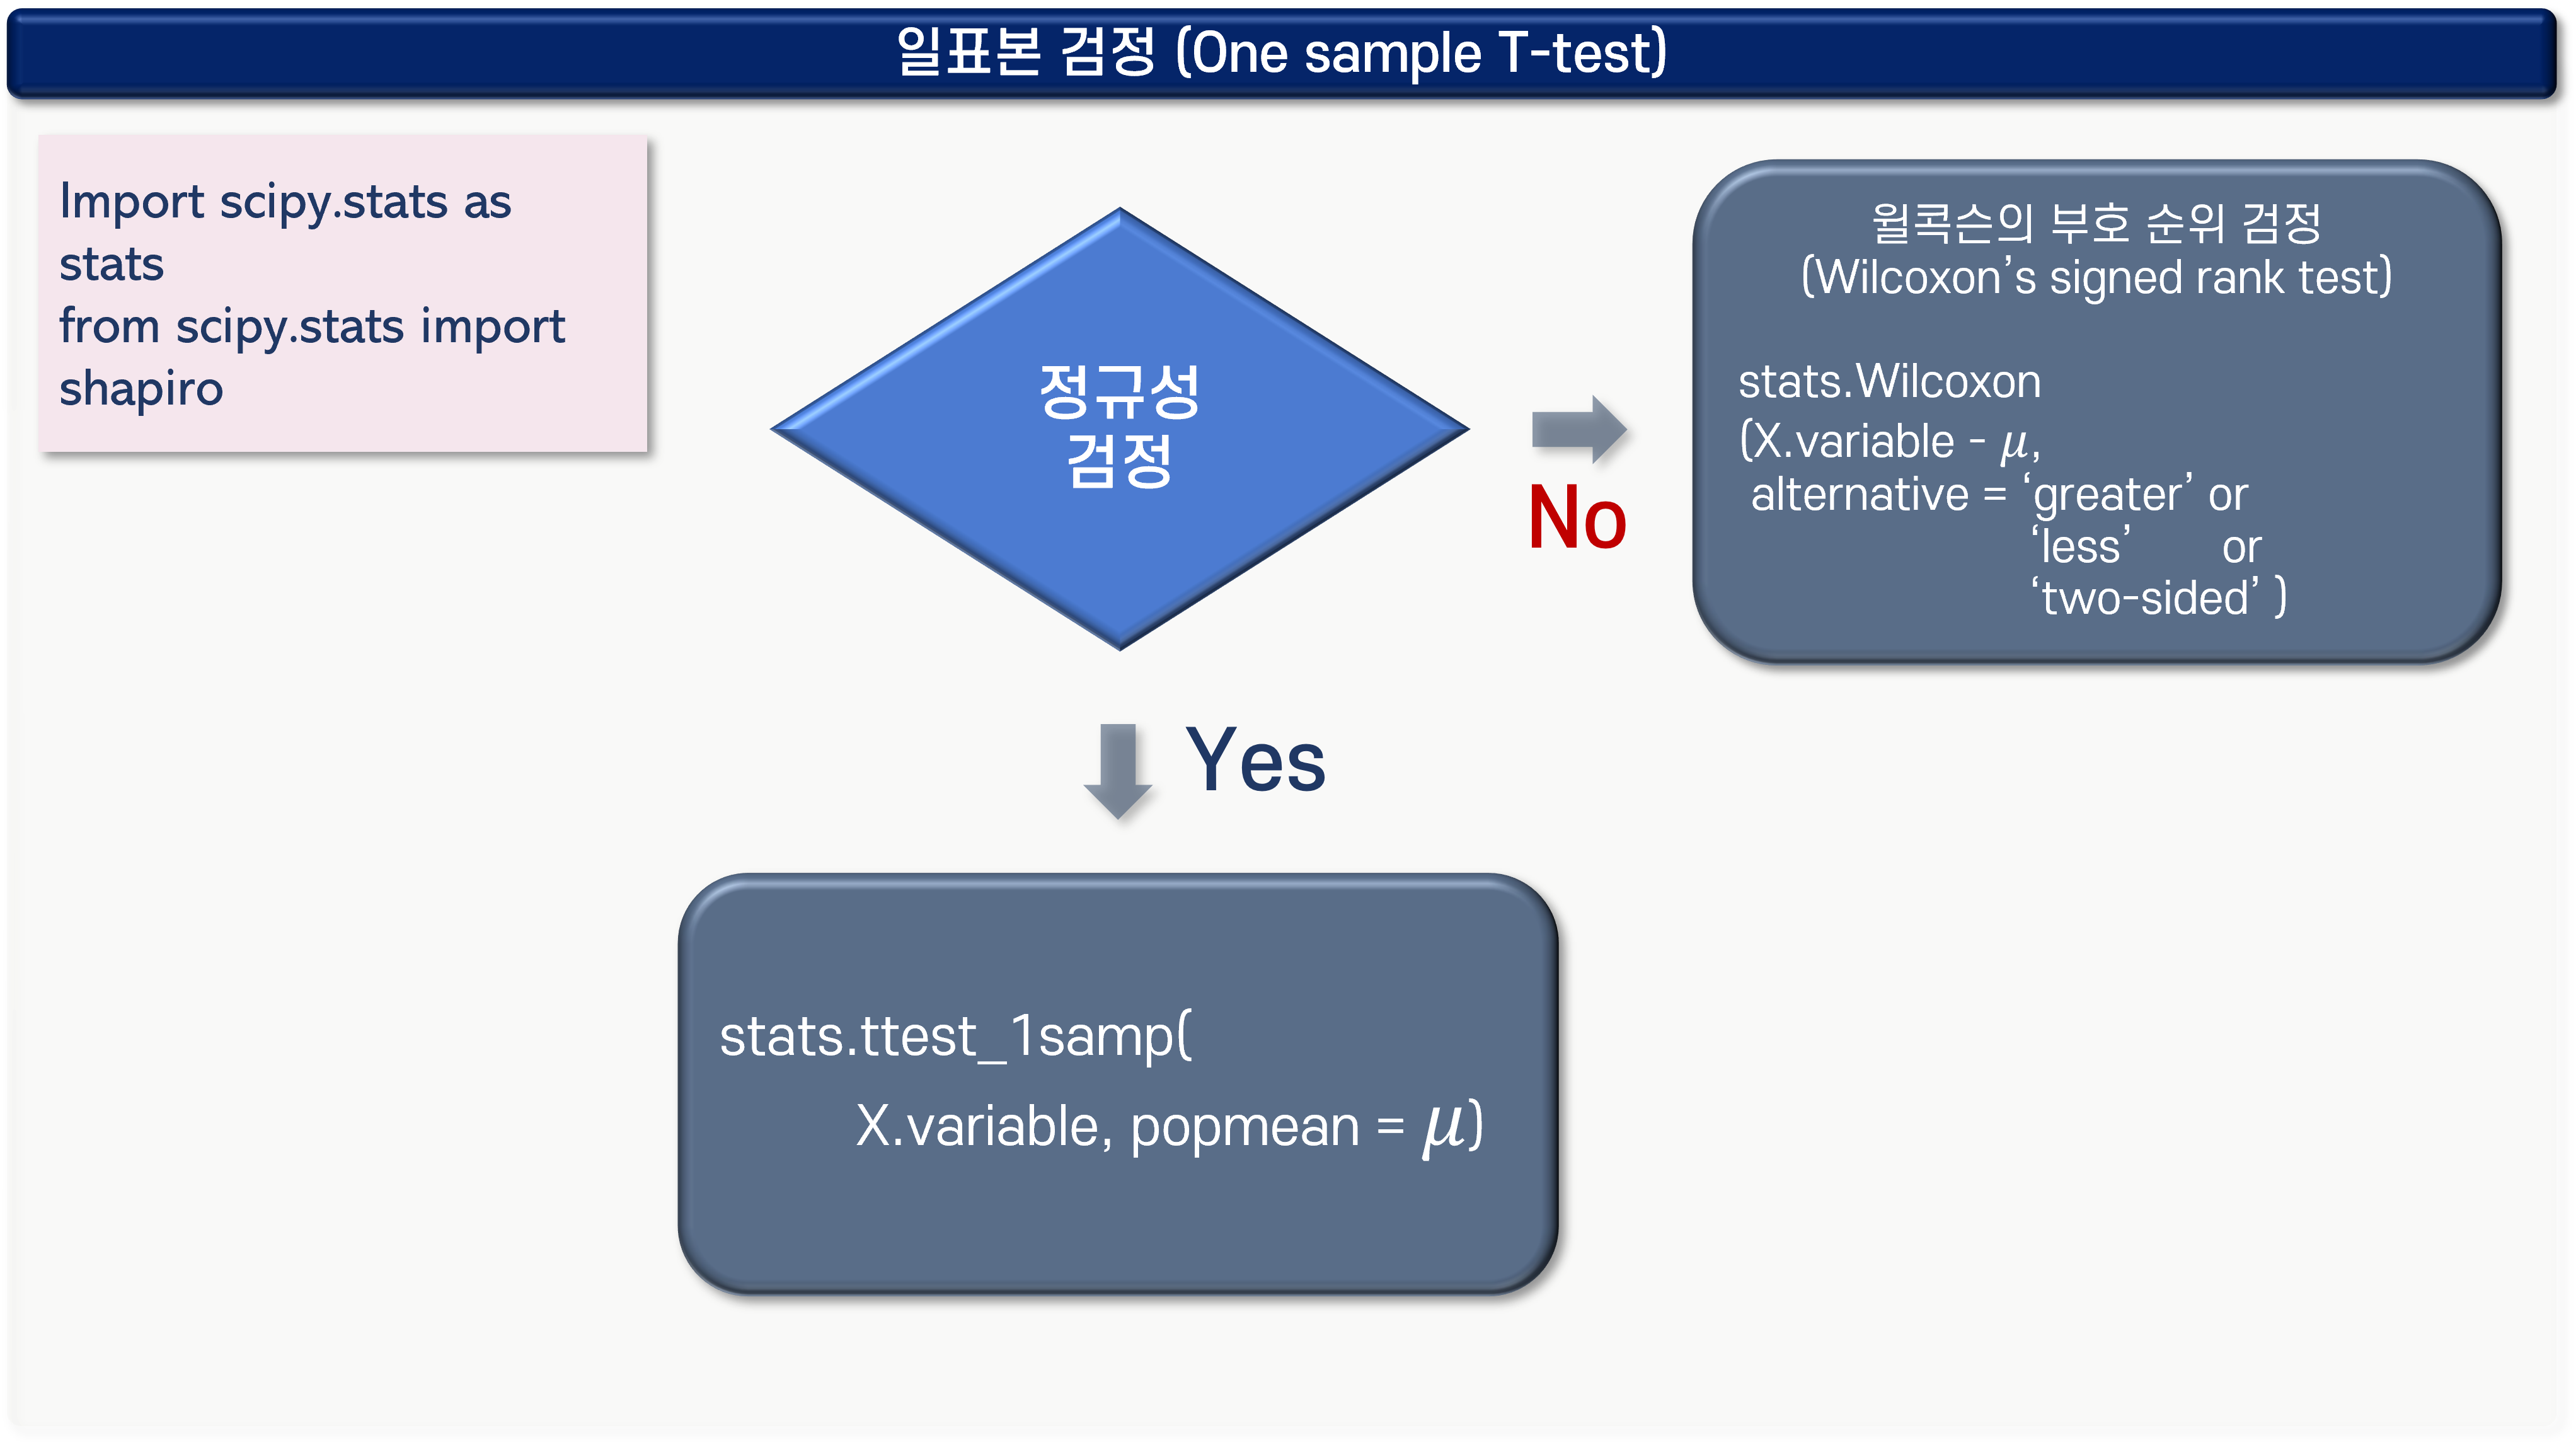 일표본 검정 (One sample T-test)
Import scipy.stats as
stats
from scipy.stats import
shapiro
정규성
검정
No
윌콕슨의 부호 순위 검정
(Wilcoxon’s signed rank test)
stats.Wilcoxon
(X.variable - 𝜇,
alternative = ‘greater’ or
‘less’ or
‘two-sided’ )
Yes
stats.ttest_1samp(
X.variable, popmean = 𝜇)